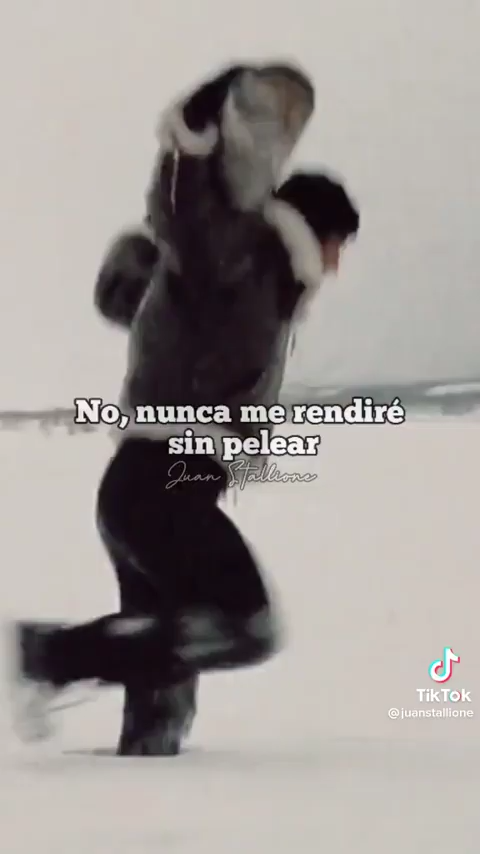 No, nunca me rendiré
sin pelear
Juan Stallione
TikTok
@juanstallione